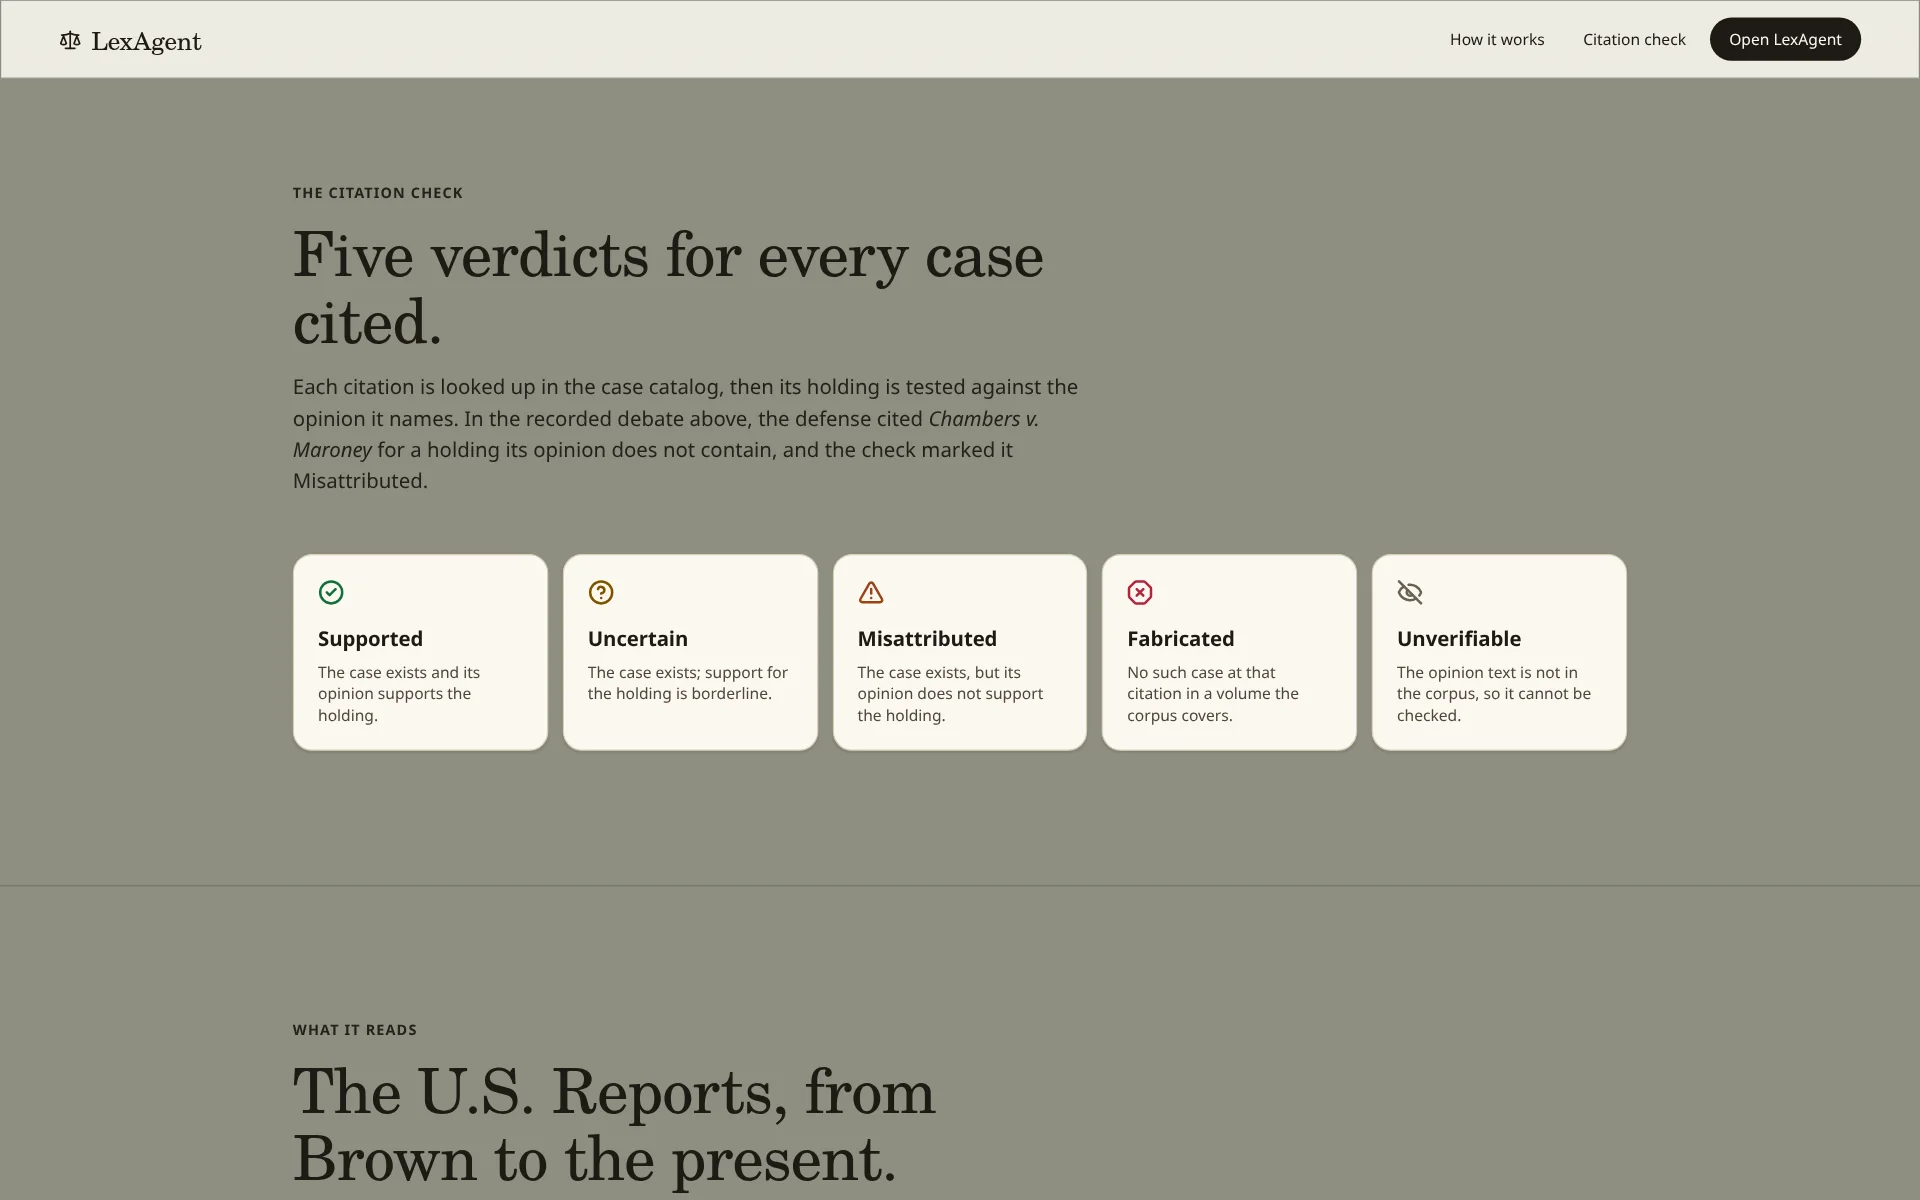 LexAgent
How it works
Citation check
Open LexAgent
THE CITATION CHECK
Five verdicts for every case
cited.
Each citation is looked up in the case catalog, then its holding is tested against the
opinion it names. In the recorded debate above, the defense cited Chambers v.
Maroney for a holding its opinion does not contain, and the check marked it
Misattributed.
Supported
The case exists and its
opinion supports the
holding.
Uncertain
The case exists; support for
the holding is borderline.
Misattributed
The case exists, but its
opinion does not support
the holding.
Fabricated
No such case at that
citation in a volume the
corpus covers.
Unverifiable
The opinion text is not in
the corpus, so it cannot be
checked.
WHAT IT READS
The U.S. Reports, from
Brown to the present.